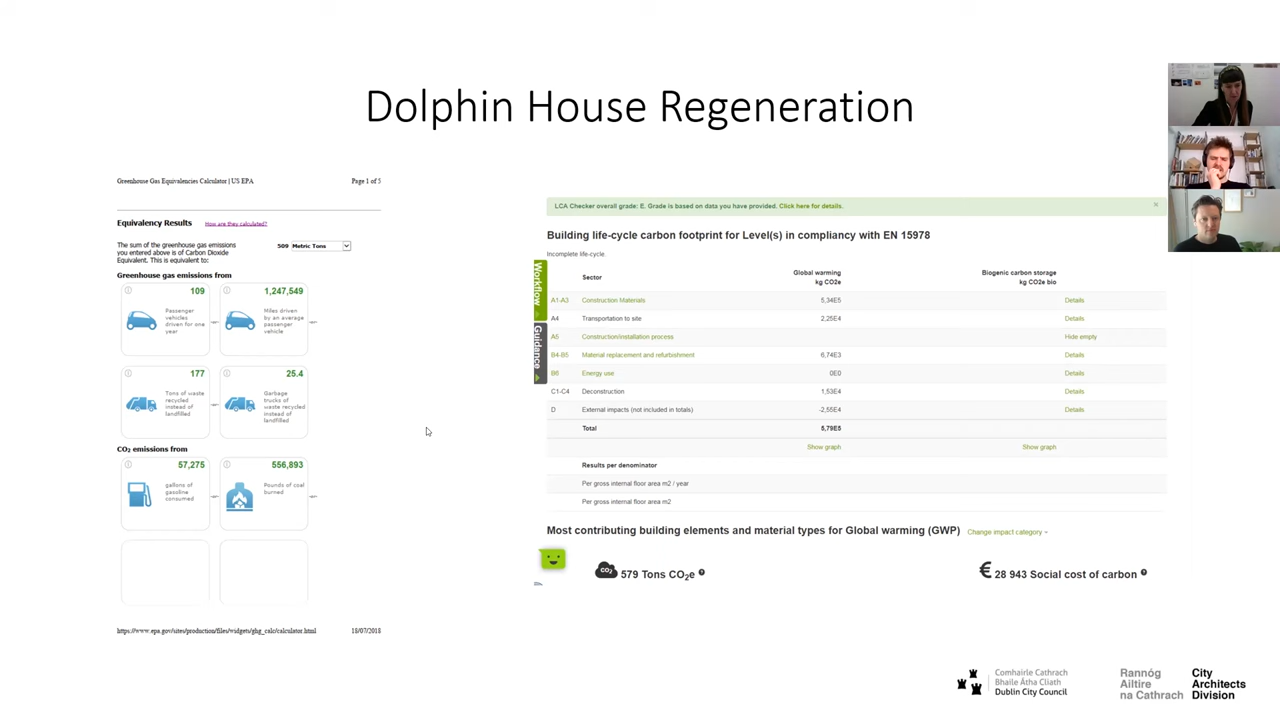 Dolphin House Regeneration
Greenhouse Gas Equivalencies Calculator | US EPA
Page 1 of 5
Equivalency Results How are they calculated?
The sum of the greenhouse gas emissions
you entered above is of Carbon Dioxide
Equivalent. This is equivalent to:
509 Metric Tons
Greenhouse gas emissions from
109
Passenger
vehicles
driven for one
year
1,247,549
Miles driven
by an average
passenger
vehicle
177
Tons of waste
recycled
instead of
landfilled
25.4
Garbage
trucks of
waste recycled
instead of
landfilled
CO2 emissions from
57,275
gallons of
gasoline
consumed
556,893
Pounds of coal
burned
https://www.epa.gov/sites/production/files/widgets/ghg_calc/calculator.html
18/07/2018
LCA Checker overall grade: E. Grade is based on data you have provided. Click here for details.
Building life-cycle carbon footprint for Level(s) in compliance with EN 15978
Incomplete life-cycle
Workflow
Guidance
Sector
Global warming
kg CO2e
Biogenic carbon storage
kg CO2e bio
A1-A3 Construction Materials 5,34E5 Details
A4 Transportation to site 2,25E4 Details
A5 Construction/installation process Hide empty
B4-B5 Material replacement and refurbishment 6,74E3 Details
B6 Energy use 0E0 Details
C1-C4 Deconstruction 1,53E4 Details
D External impacts (not included in totals) -2,55E4 Details
Total 5,79E5
Show graph Show graph
Results per denominator
Per gross internal floor area m2 / year
Per gross internal floor area m2
Most contributing building elements and material types for Global warming (GWP) Change impact category
CO2 579 Tons CO2e ?
€ 28 943 Social cost of carbon ?
Comhairle Cathrach
Bhaile Átha Cliath
Dublin City Council
Rannóg
Ailtire
na Cathrach
City
Architects
Division